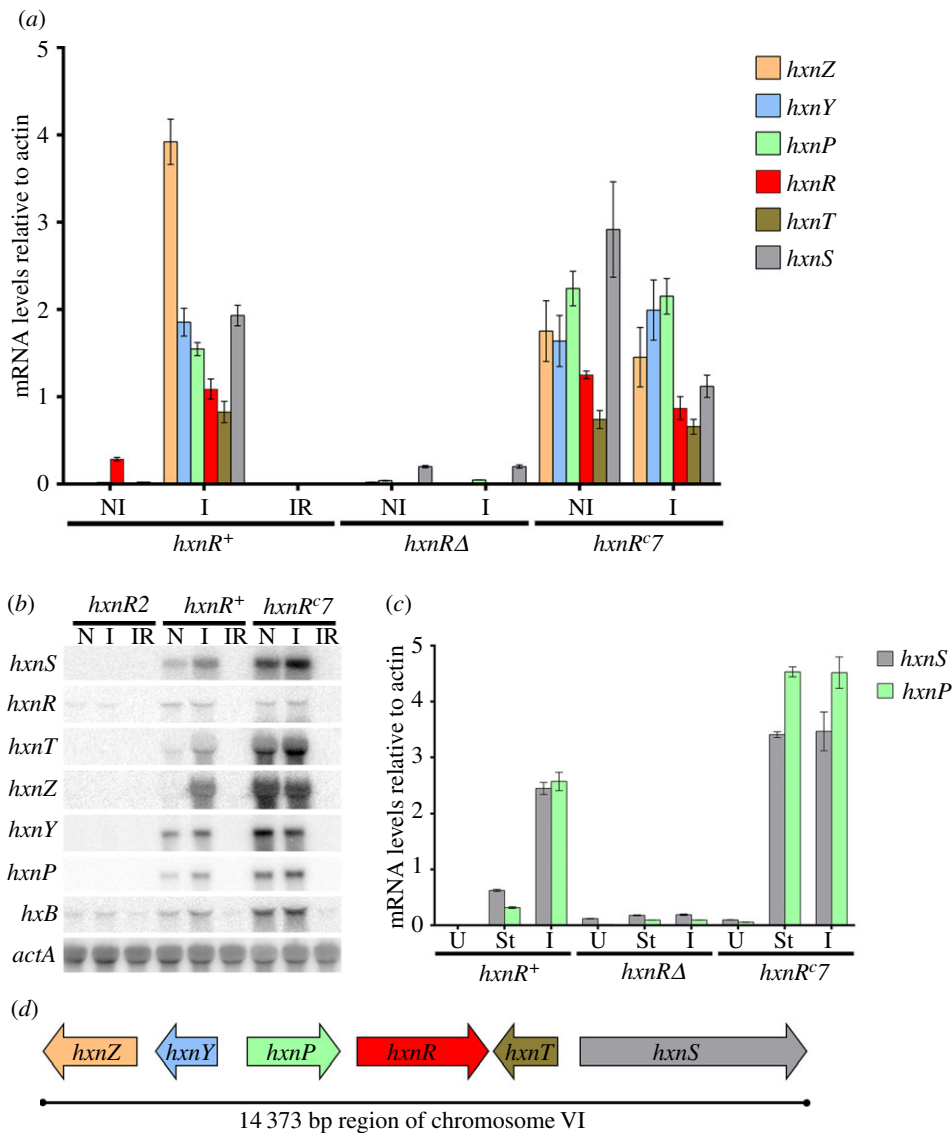 (a)
mRNA levels relative to actin
5
4
3
2
1
0
NI I IR NI I NI I
hxnR⁺ hxnRΔ hxnRᶜ7
hxnZ
hxnY
hxnP
hxnR
hxnT
hxnS
(b)
hxnR2 hxnR⁺ hxnRᶜ7
N I IR N I IR N I IR
hxnS
hxnR
hxnT
hxnZ
hxnY
hxnP
hxB
actA
(c)
mRNA levels relative to actin
5
4
3
2
1
0
U St I U St I U St I
hxnR⁺ hxnRΔ hxnRᶜ7
hxnS
hxnP
(d)
hxnZ hxnY hxnP hxnR hxnT hxnS
14 373 bp region of chromosome VI